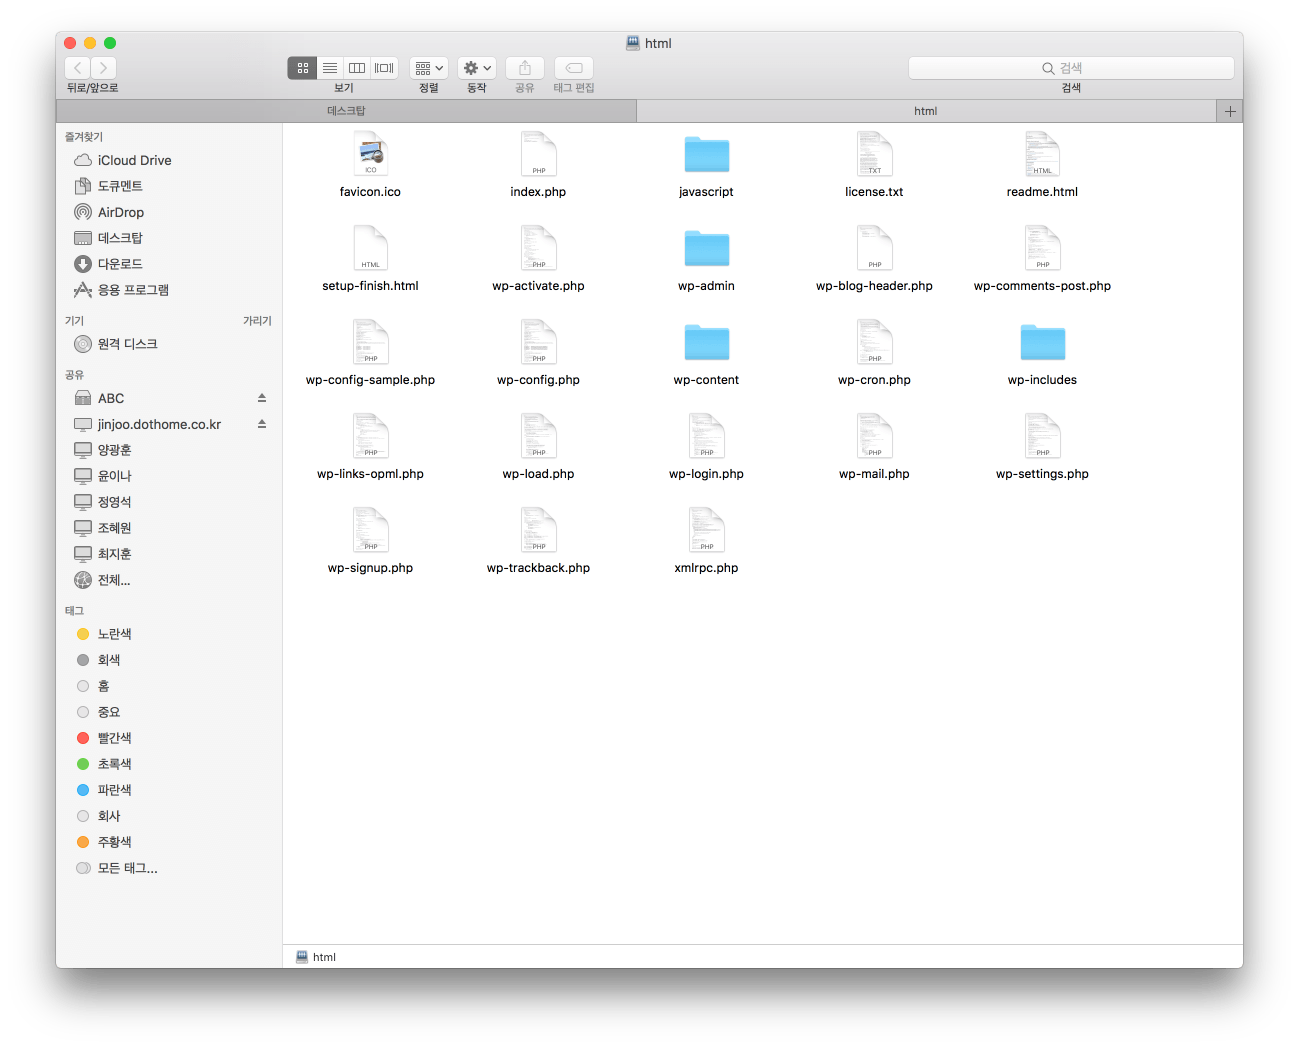 html
뒤로/앞으로
보기
정렬
동작
공유
태그 편집
검색
검색
데스크탑
html
즐겨찾기
iCloud Drive
도큐멘트
AirDrop
데스크탑
다운로드
응용 프로그램
기기
가리기
원격 디스크
공유
ABC
jinjoo.dothome.co.kr
양광훈
윤이나
정영석
조혜원
최지훈
전체...
태그
노란색
회색
홈
중요
빨간색
초록색
파란색
회사
주황색
모든 태그...
ICO
PHP
TXT
HTML
favicon.ico
index.php
javascript
license.txt
readme.html
HTML
PHP
PHP
PHP
setup-finish.html
wp-activate.php
wp-admin
wp-blog-header.php
wp-comments-post.php
PHP
PHP
PHP
wp-config-sample.php
wp-config.php
wp-content
wp-cron.php
wp-includes
PHP
PHP
PHP
PHP
PHP
wp-links-opml.php
wp-load.php
wp-login.php
wp-mail.php
wp-settings.php
PHP
PHP
PHP
wp-signup.php
wp-trackback.php
xmlrpc.php
html